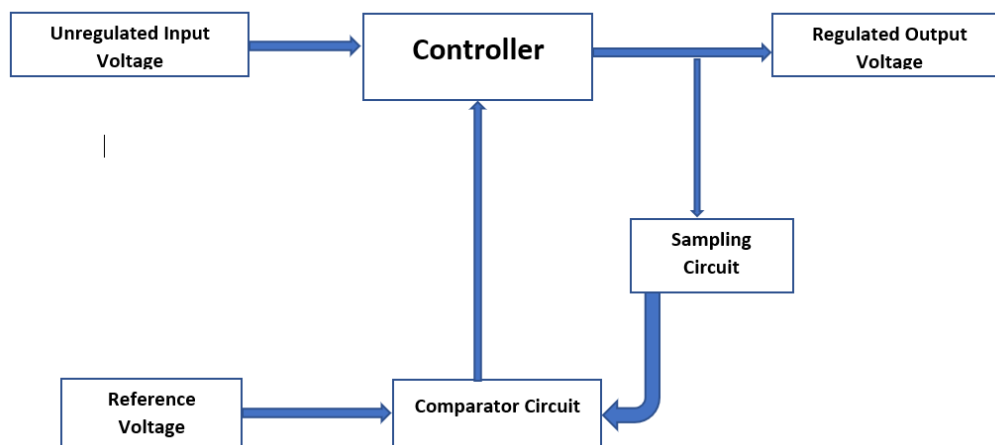 Unregulated Input
Voltage
Controller
Regulated Output
Voltage
Sampling
Circuit
Reference
Voltage
Comparator Circuit